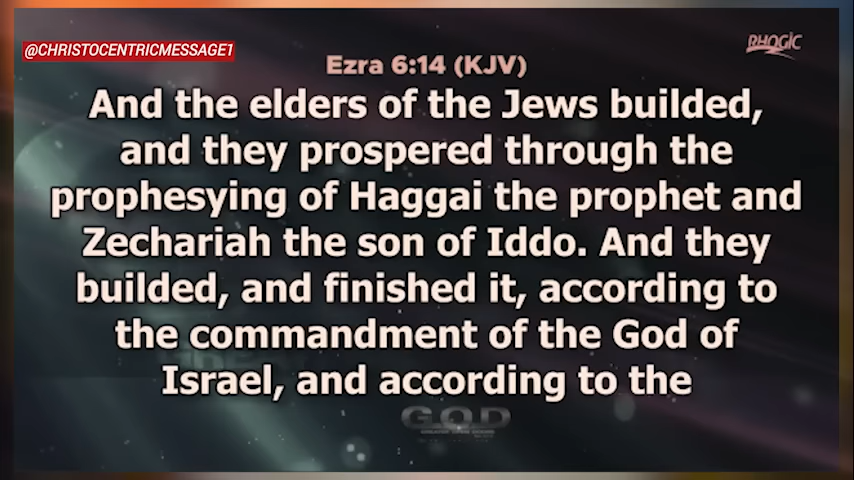 @CHRISTOCENTRICMESSAGE1
RHOGIC
Ezra 6:14 (KJV)
And the elders of the Jews builded,
and they prospered through the
prophesying of Haggai the prophet and
Zechariah the son of Iddo. And they
builded, and finished it, according to
the commandment of the God of
Israel, and according to the
G.O.D